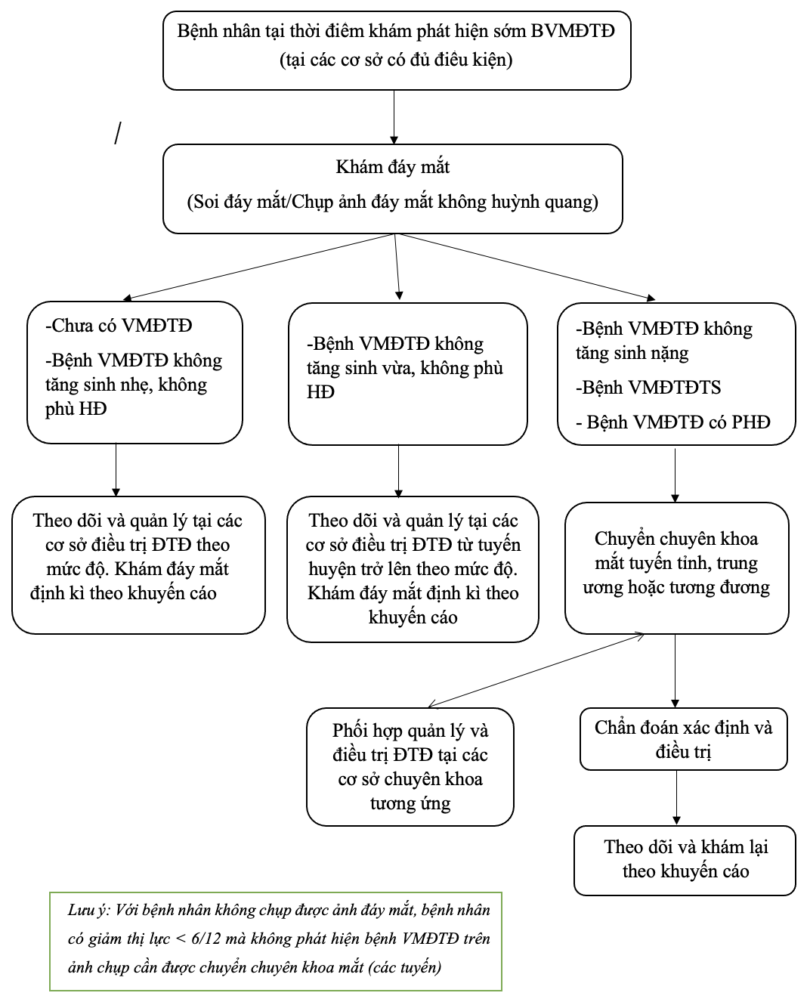 Bệnh nhân tại thời điểm khám phát hiện sớm BVMĐTĐ
(tại các cơ sở có đủ điều kiện)
/
Khám đáy mắt
(Soi đáy mắt/Chụp ảnh đáy mắt không huỳnh quang)
-Chưa có VMĐTĐ
-Bệnh VMĐTĐ không
tăng sinh nhẹ, không
phù HĐ
-Bệnh VMĐTĐ không
tăng sinh vừa, không phù
HĐ
-Bệnh VMĐTĐ không
tăng sinh nặng
-Bệnh VMĐTĐTS
- Bệnh VMĐTĐ có PHĐ
Theo dõi và quản lý tại các
cơ sở điều trị ĐTĐ theo
mức độ. Khám đáy mắt
định kì theo khuyến cáo
Theo dõi và quản lý tại các
cơ sở điều trị ĐTĐ từ tuyến
huyện trở lên theo mức độ.
Khám đáy mắt định kì theo
khuyến cáo
Chuyển chuyên khoa
mắt tuyến tỉnh, trung
ương hoặc tương đương
Phối hợp quản lý và
điều trị ĐTĐ tại các
cơ sở chuyên khoa
tương ứng
Chẩn đoán xác định và
điều trị
Theo dõi và khám lại
theo khuyến cáo
Lưu ý: Với bệnh nhân không chụp được ảnh đáy mắt, bệnh nhân
có giảm thị lực < 6/12 mà không phát hiện bệnh VMĐTĐ trên
ảnh chụp cần được chuyển chuyên khoa mắt (các tuyến)